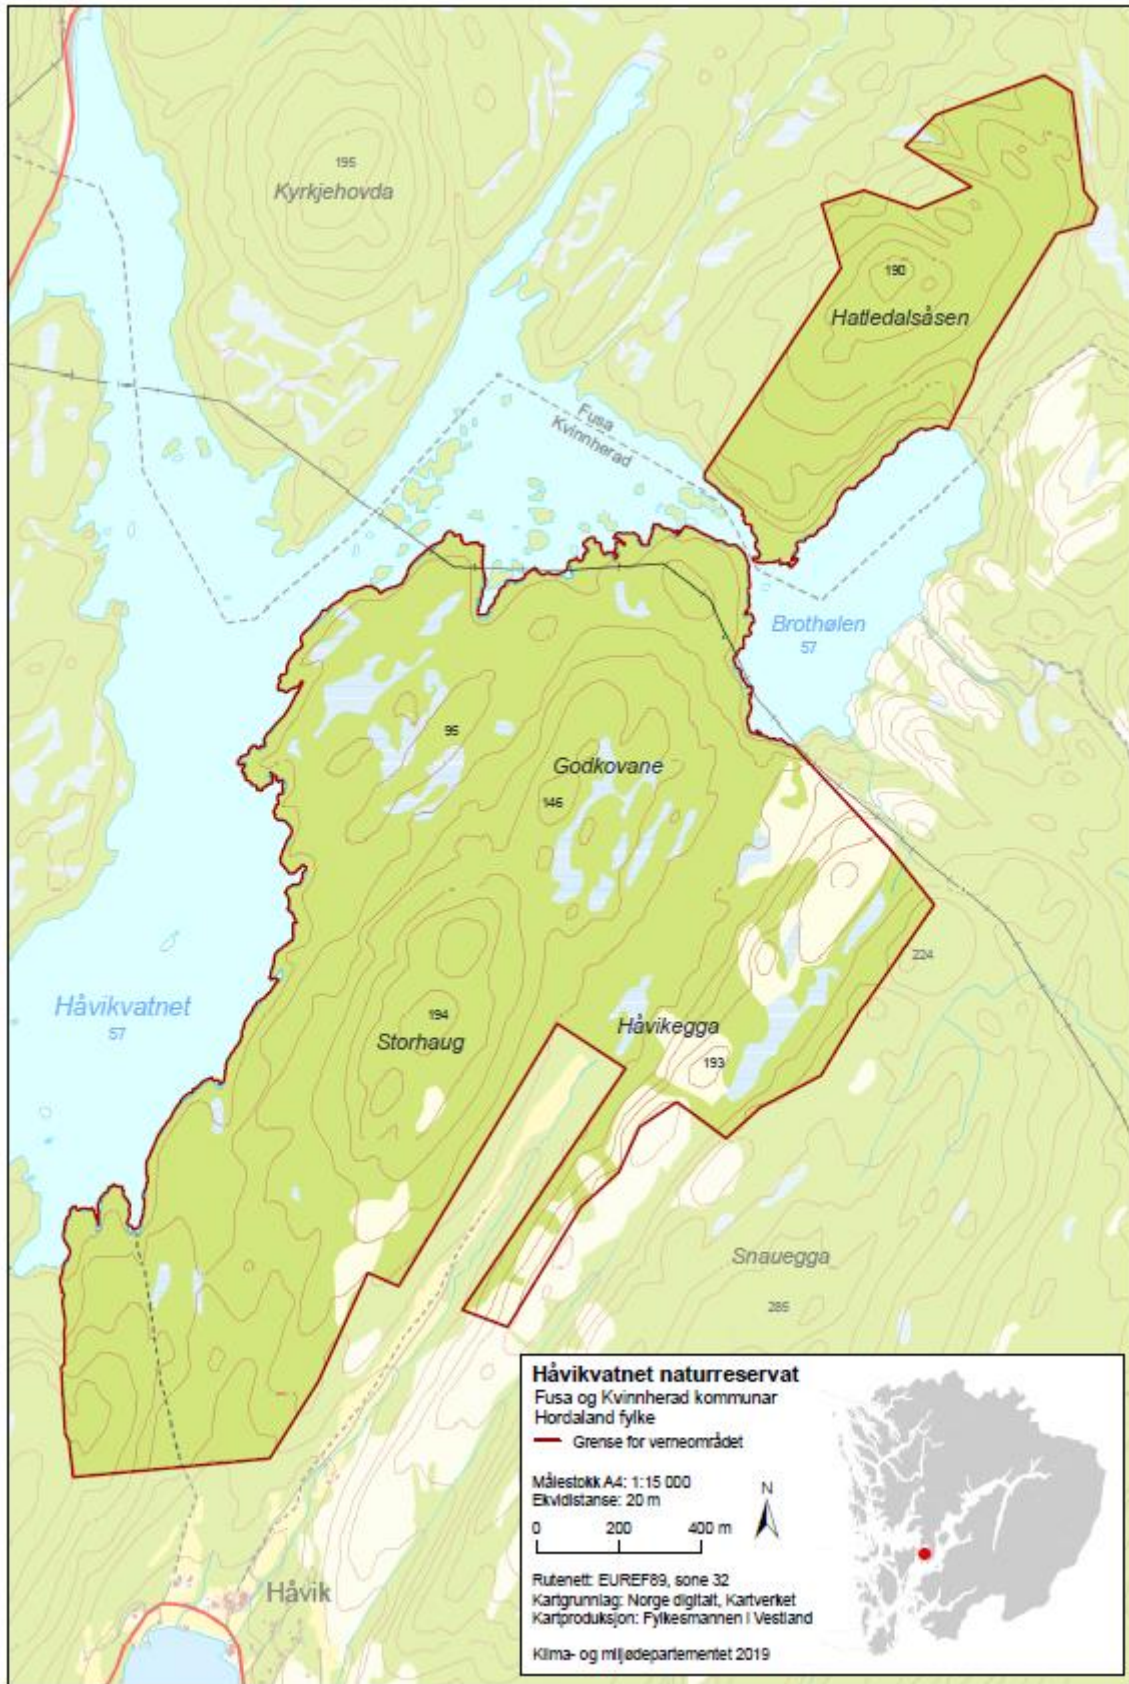 195
Kyrkjehovda
190
Hatledalsåsen
Fusa
Kvinnherad
Brothølen
57
95
Godkovane
146
224
Håvikvatnet
57
194
Storhaug
Håvikegga
193
Snauegga
285
Håvik
Håvikvatnet naturreservat
Fusa og Kvinnherad kommunar
Hordaland fylke
Grense for verneområdet
Målestokk A4: 1:15 000
Ekvidistanse: 20 m
N
0 200 400 m
Rutenett: EUREF89, sone 32
Kartgrunnlag: Norge digitalt, Kartverket
Kartproduksjon: Fylkesmannen i Vestland
Klima- og miljødepartementet 2019